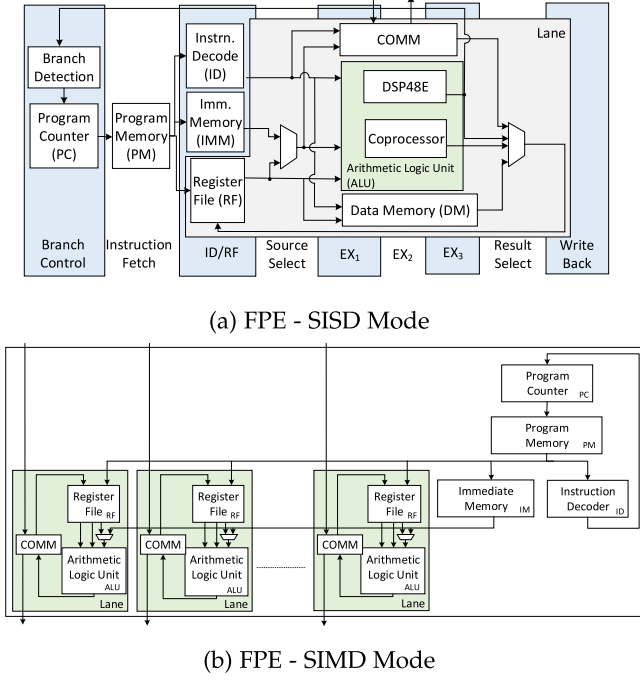 Branch
Detection
Program
Counter
(PC)
Program
Memory
(PM)
Instrn.
Decode
(ID)
Imm.
Memory
(IMM)
Register
File (RF)
COMM
Lane
DSP48E
Coprocessor
Arithmetic Logic Unit
(ALU)
Data Memory (DM)
Branch
Control
Instruction
Fetch
ID/RF
Source
Select
EX1
EX2
EX3
Result
Select
Write
Back
(a) FPE - SISD Mode
Program
Counter PC
Program
Memory PM
Immediate
Memory IM
Instruction
Decoder ID
Register
File RF
COMM
Arithmetic
Logic Unit
ALU
Lane
Register
File RF
COMM
Arithmetic
Logic Unit
ALU
Lane
Register
File RF
COMM
Arithmetic
Logic Unit
ALU
Lane
(b) FPE - SIMD Mode